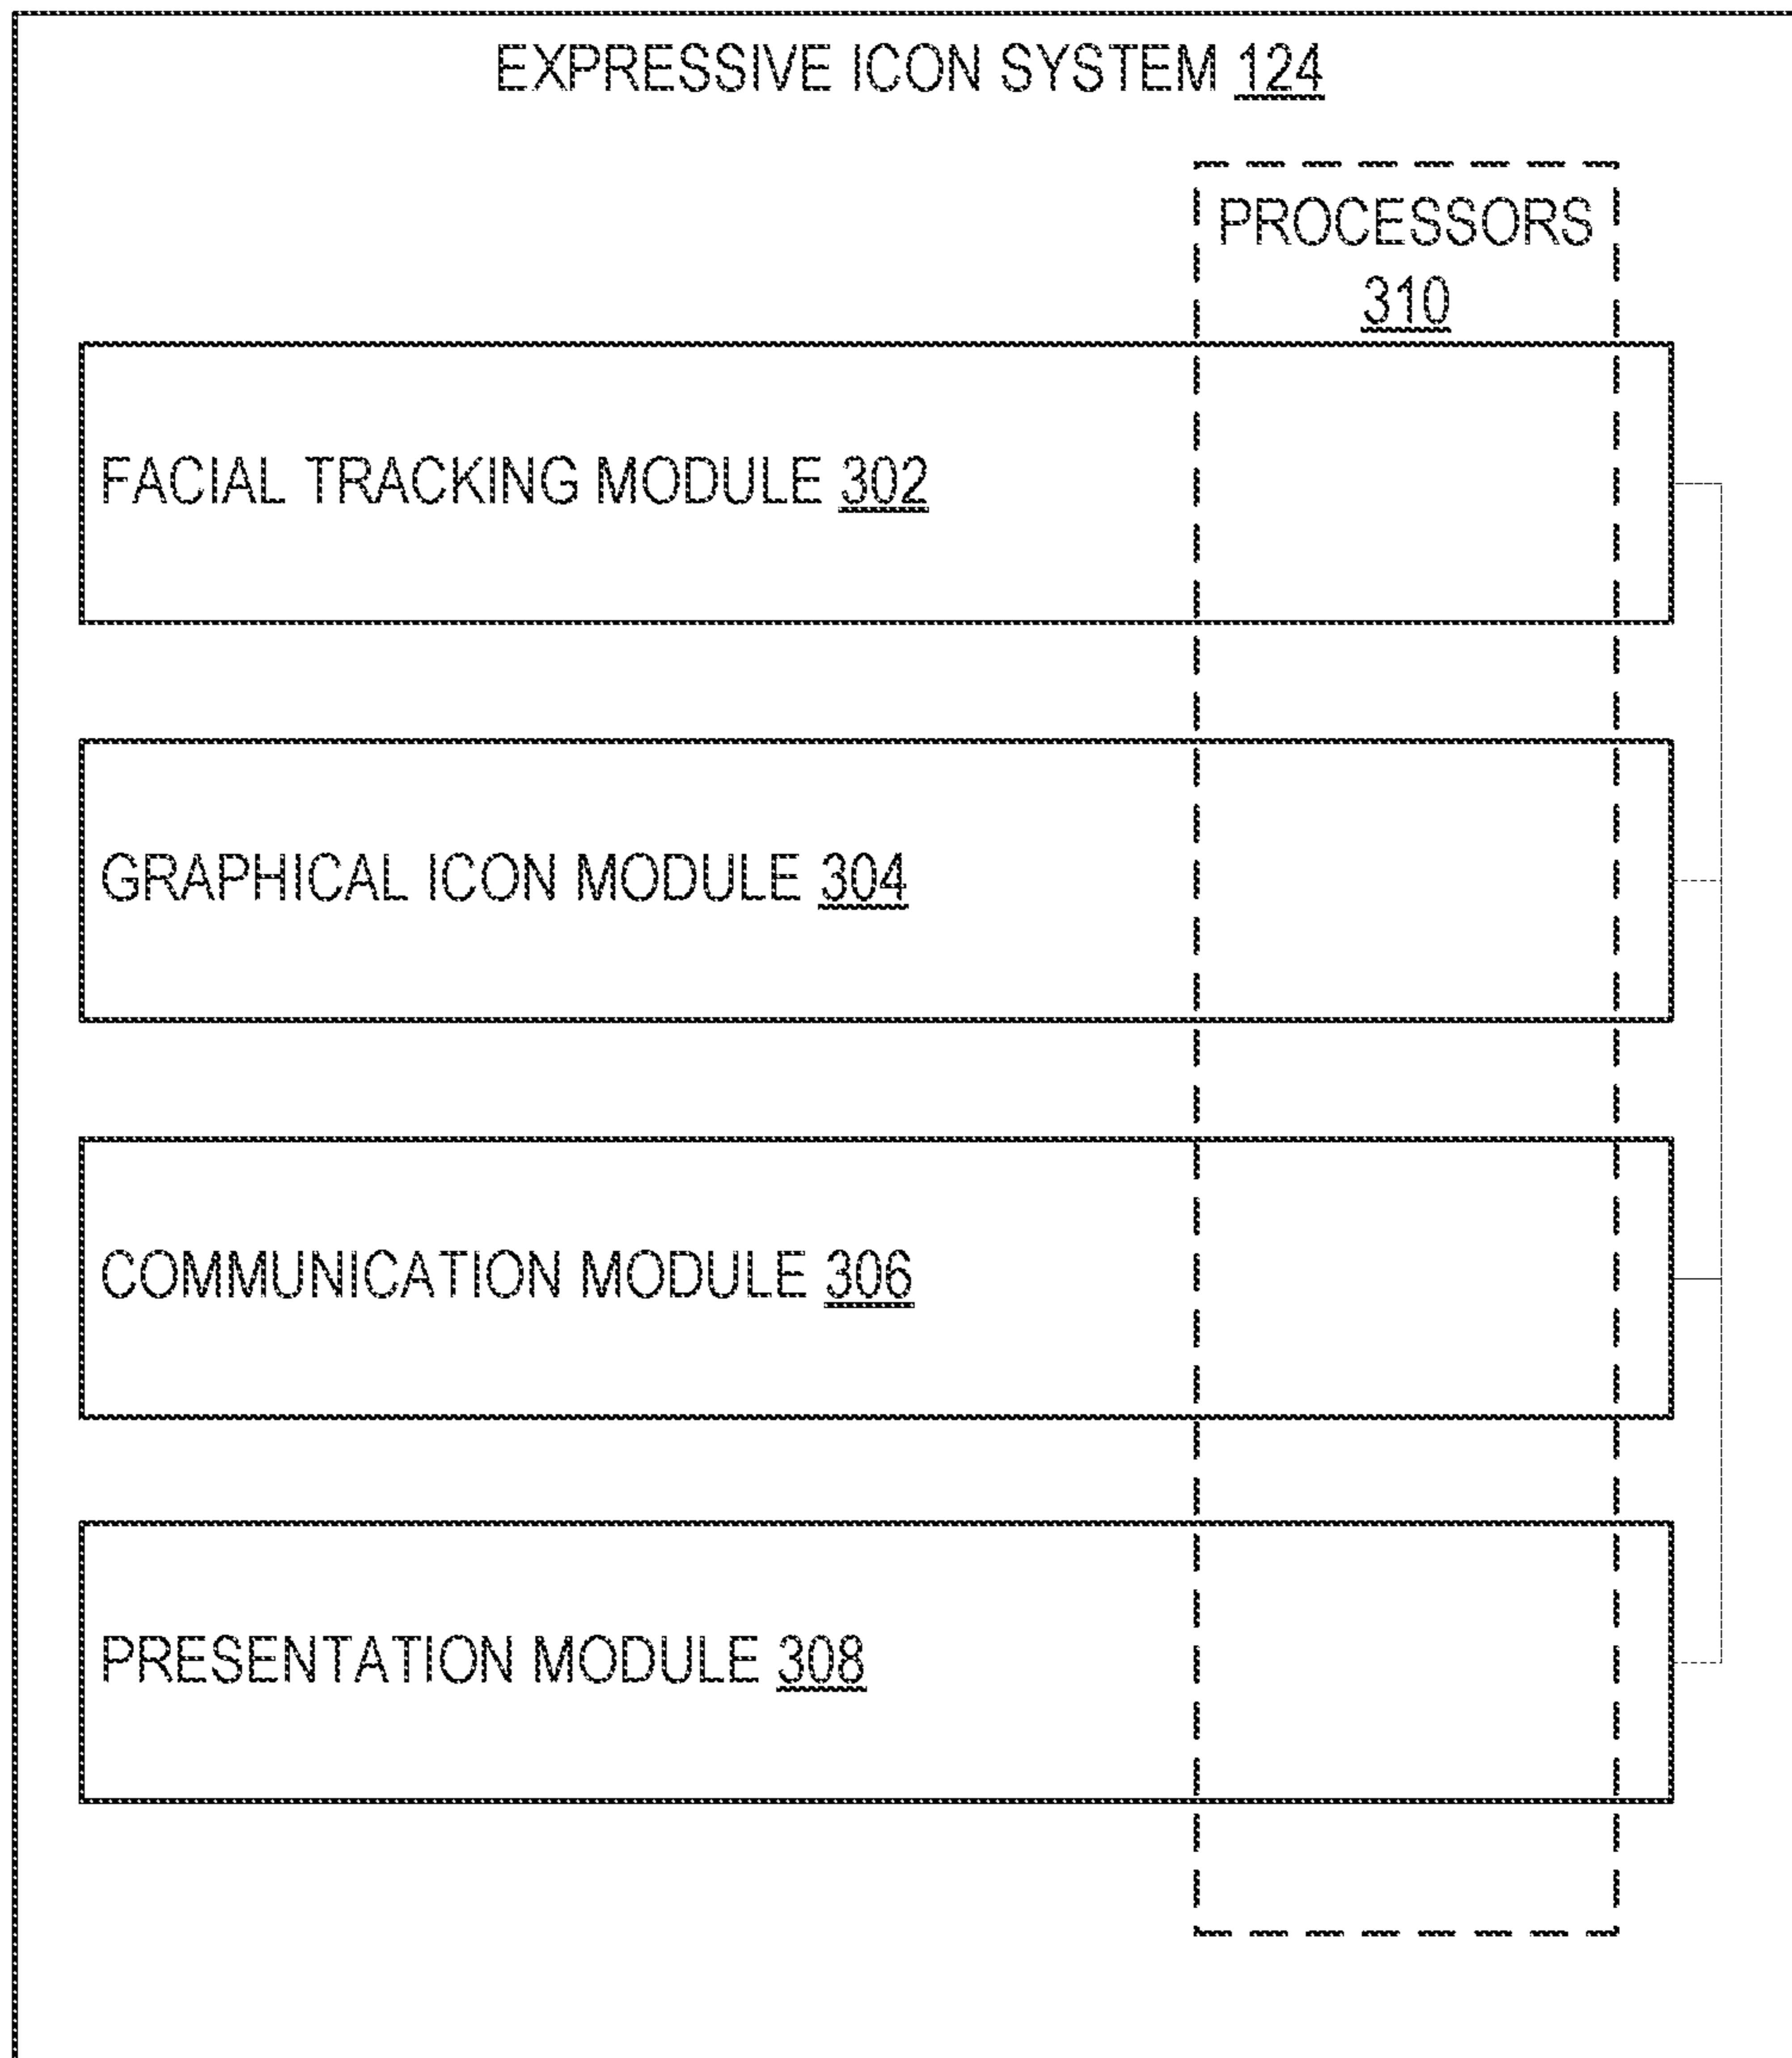 EXPRESSIVE ICON SYSTEM 124
PROCESSORS
310
FACIAL TRACKING MODULE 302
GRAPHICAL ICON MODULE 304
COMMUNICATION MODULE 306
PRESENTATION MODULE 308